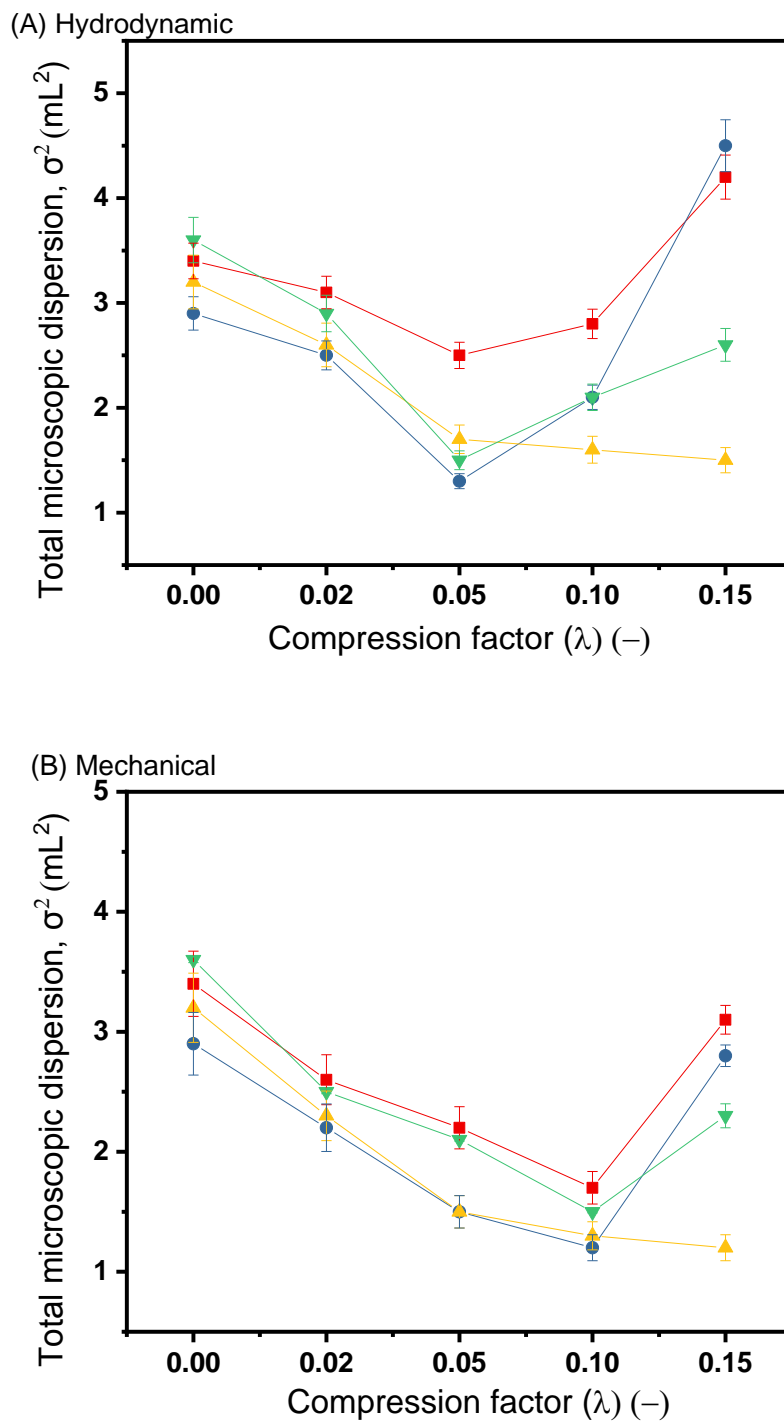 (A) Hydrodynamic
Total microscopic dispersion, σ² (mL²)
5
4
3
2
1
0.00 0.02 0.05 0.10 0.15
Compression factor (λ) (−)
(B) Mechanical
Total microscopic dispersion, σ² (mL²)
5
4
3
2
1
0.00 0.02 0.05 0.10 0.15
Compression factor (λ) (−)